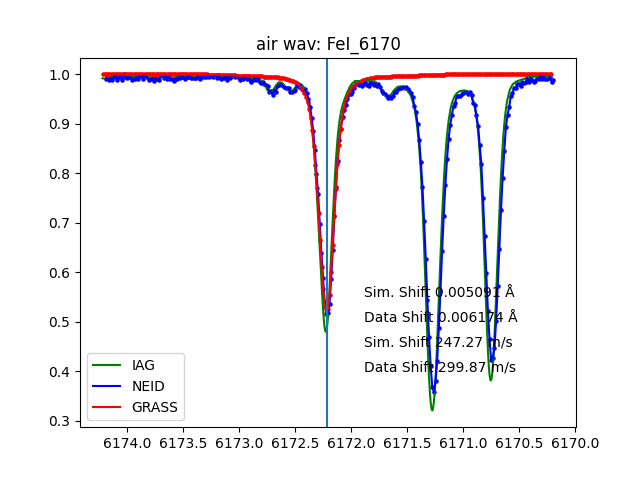 air wav: FeI_6170
1.0
0.9
0.8
0.7
0.6
0.5
0.4
0.3
Sim. Shift 0.005091 Å
Data Shift 0.006174 Å
Sim. Shift 247.27 m/s
Data Shift 299.87 m/s
IAG
NEID
GRASS
6174.0 6173.5 6173.0 6172.5 6172.0 6171.5 6171.0 6170.5 6170.0